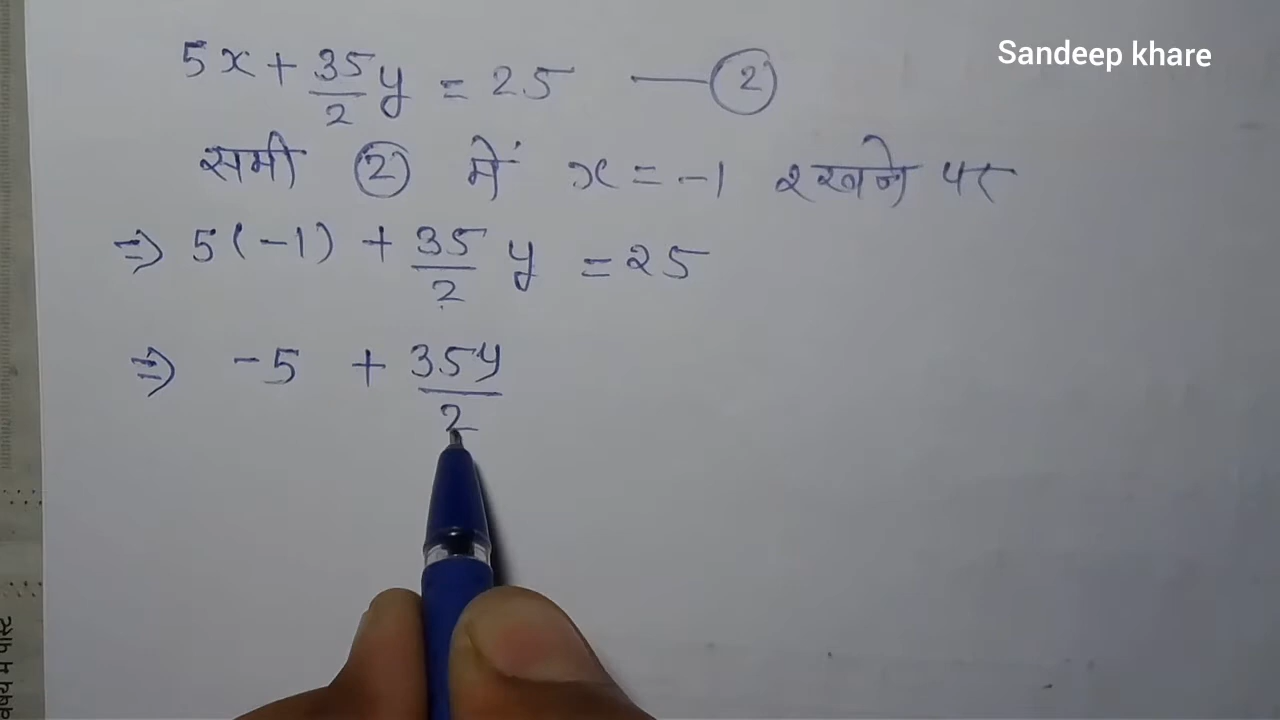 Sandeep khare
5x + 35/2 y = 25 —— ②
समी ② में x = -1 रखने पर
⇒ 5(-1) + 35/2 y = 25
⇒ -5 + 35y/2